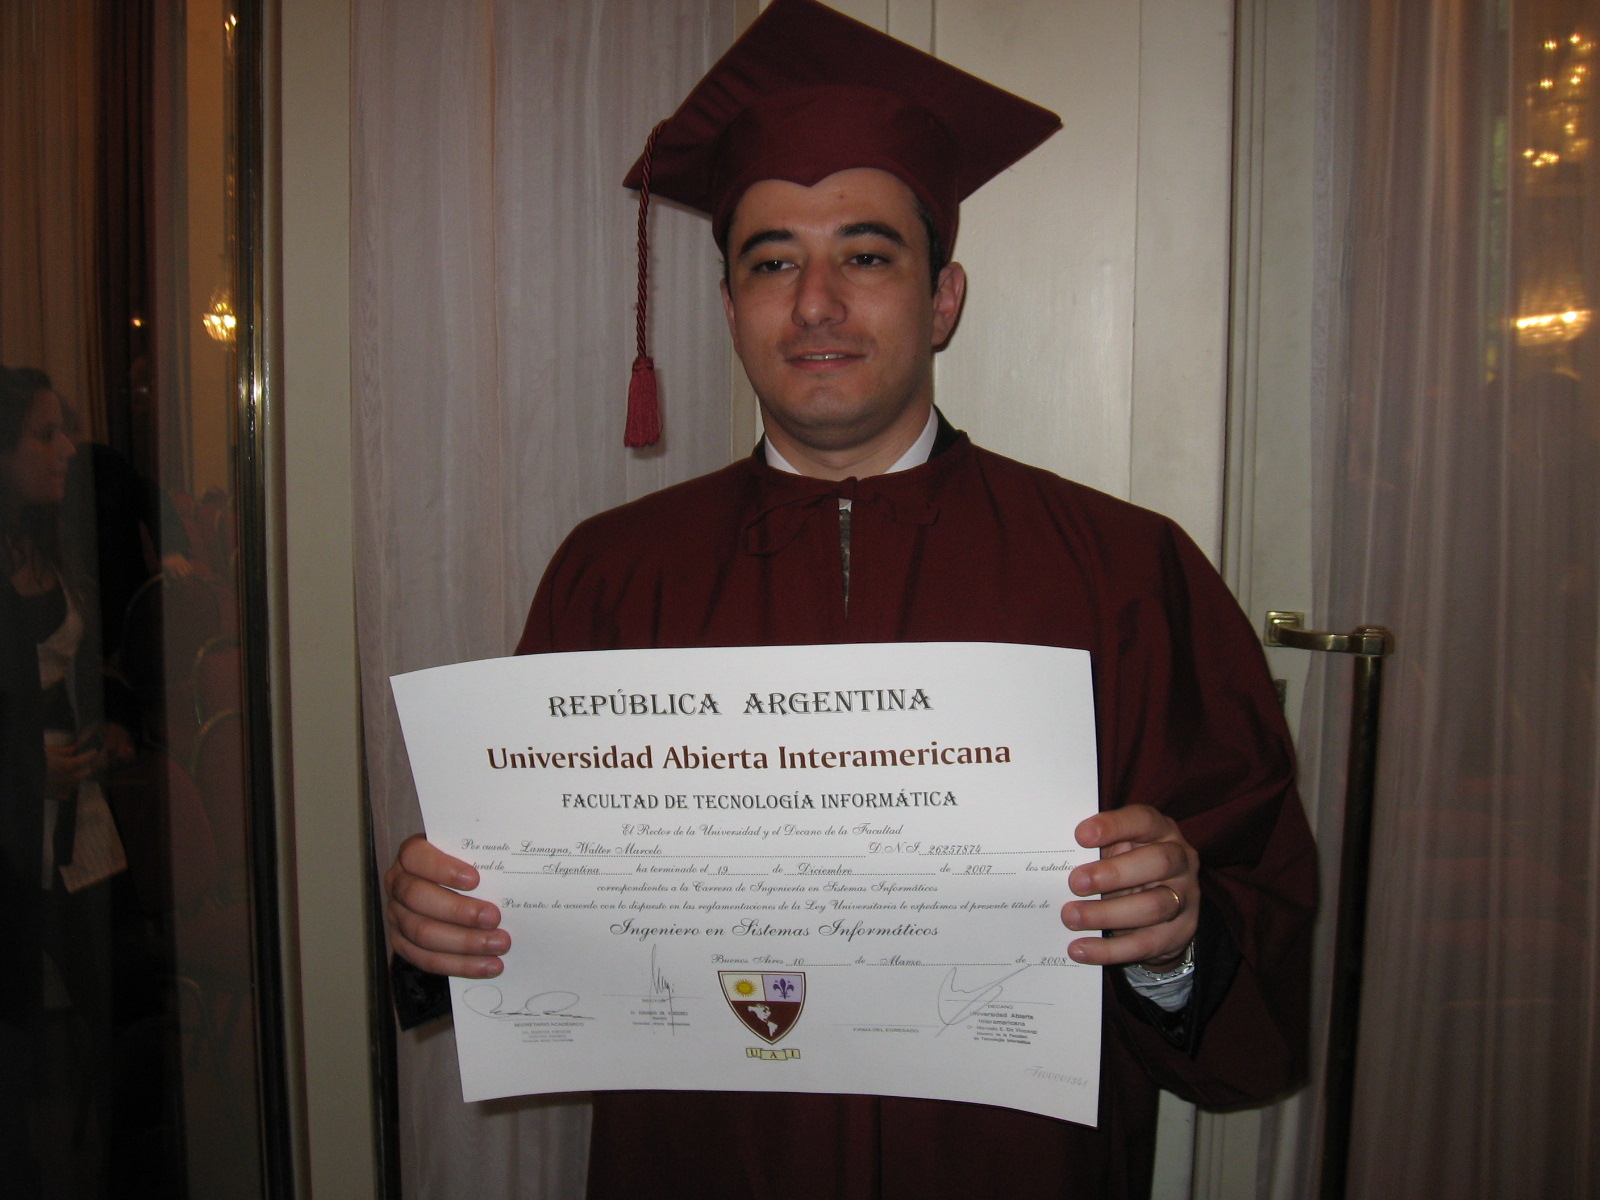 REPÚBLICA ARGENTINA
Universidad Abierta Interamericana
FACULTAD DE TECNOLOGÍA INFORMÁTICA
El Rector de la Universidad y el Decano de la Facultad
Por cuanto Lamagna, Walter Marcelo D.N.I. 26257874
tural de Argentina ha terminado el 19 de Diciembre de 2007 los estudio
correspondientes a la Carrera de Ingeniería en Sistemas Informáticos
Por tanto: de acuerdo con lo dispuesto en las reglamentaciones de la Ley Universitaria le expedimos el presente título de
Ingeniero en Sistemas Informáticos
Buenos Aires 10 de Marzo de 2008
SECRETARIO ACADÉMICO
RECTOR
FIRMA DEL EGRESADO
DECANO
Universidad Abierta
Interamericana
Decano de la Facultad
de Tecnología Informática
UAI